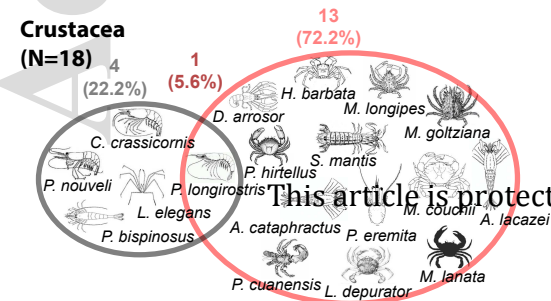 Crustacea
(N=18)
4
(22.2%)
1
(5.6%)
13
(72.2%)
H. barbata
M. longipes
D. arrosor
M. goltziana
C. crassicornis
S. mantis
P. hirtellus
P. nouveli
P. longirostris
This article is protect
M. couchii
L. elegans
A. lacazei
A. cataphractus
P. eremita
P. bispinosus
M. lanata
P. cuanensis
L. depurator